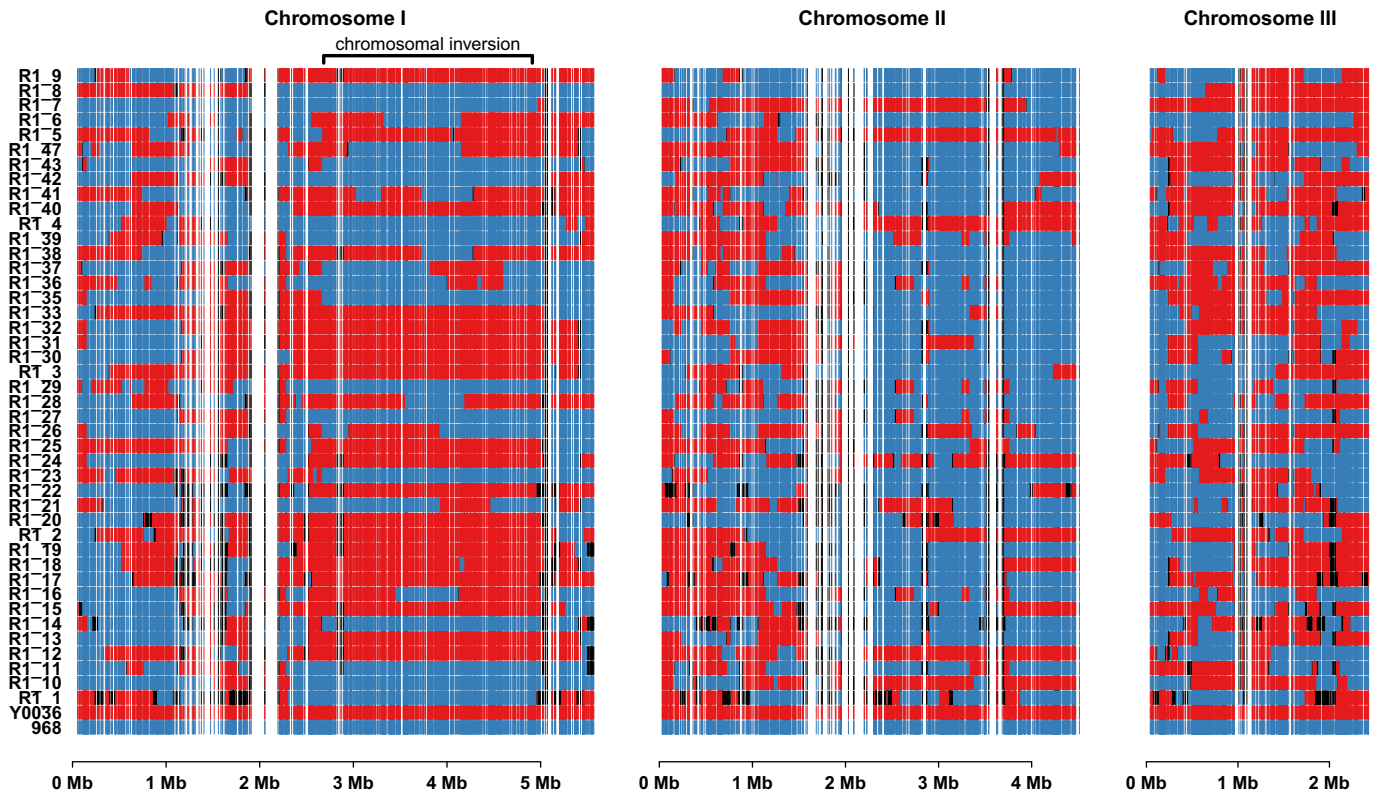 Chromosome I
Chromosome II
Chromosome III
chromosomal inversion
R1_9
R1_8
R1_7
R1_6
R1_5
R1_47
R1_43
R1_42
R1_41
R1_40
RT_4
R1_39
R1_38
R1_37
R1_36
R1_35
R1_33
R1_32
R1_31
R1_30
RT_3
R1_29
R1_28
R1_27
R1_26
R1_25
R1_24
R1_23
R1_22
R1_21
R1_20
RT_2
R1_19
R1_18
R1_17
R1_16
R1_15
R1_14
R1_13
R1_12
R1_11
R1_10
RT_1
Y0036
968
0 Mb 1 Mb 2 Mb 3 Mb 4 Mb 5 Mb
0 Mb 1 Mb 2 Mb 3 Mb 4 Mb
0 Mb 1 Mb 2 Mb